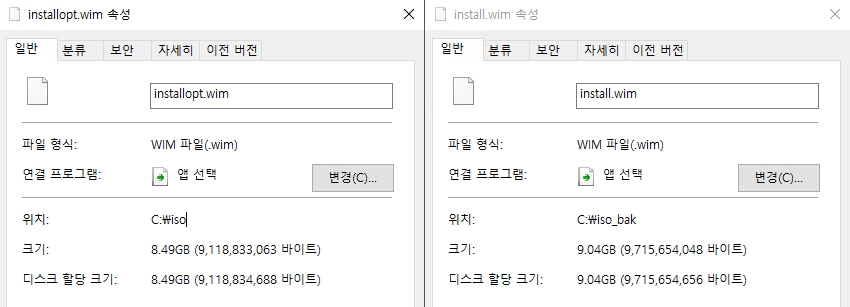 installopt.wim 속성
일반 분류 보안 자세히 이전 버전
installopt.wim
파일 형식: WIM 파일(.wim)
연결 프로그램: 앱 선택 변경(C)...
위치: C:₩iso
크기: 8.49GB (9,118,833,063 바이트)
디스크 할당 크기: 8.49GB (9,118,834,688 바이트)
install.wim 속성
일반 분류 보안 자세히 이전 버전
install.wim
파일 형식: WIM 파일(.wim)
연결 프로그램: 앱 선택 변경(C)...
위치: C:₩iso_bak
크기: 9.04GB (9,715,654,048 바이트)
디스크 할당 크기: 9.04GB (9,715,654,656 바이트)